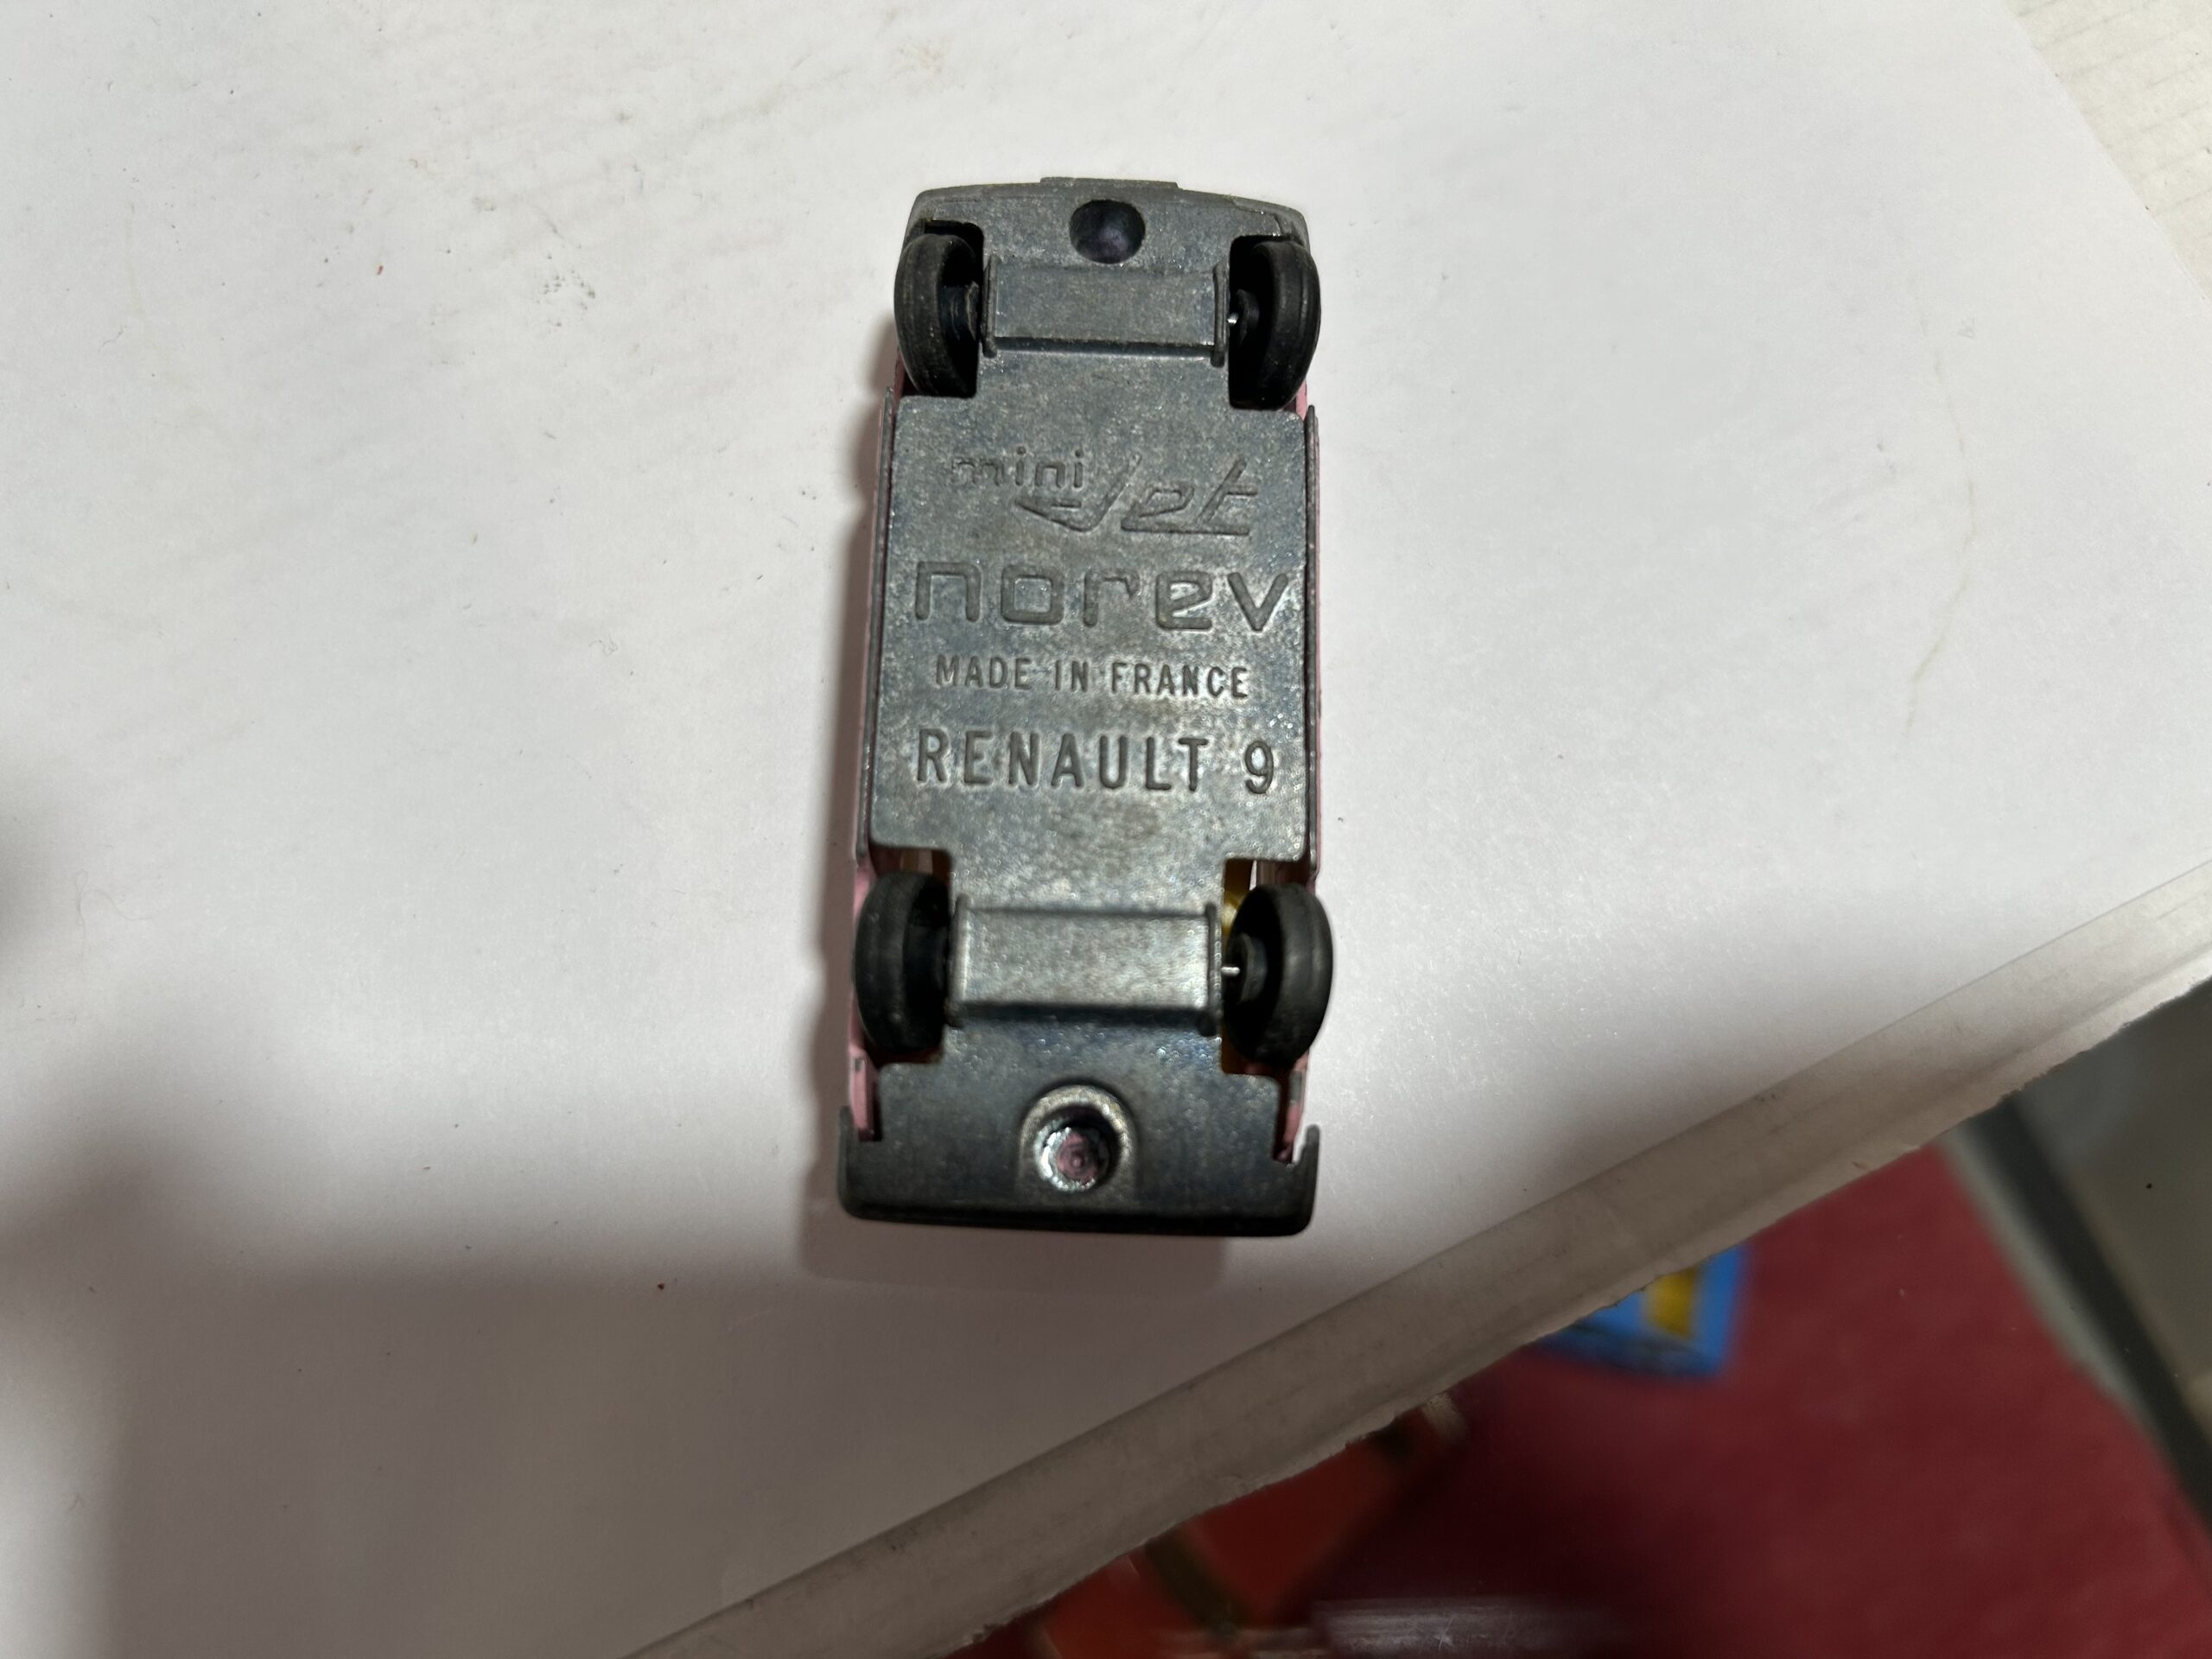 mini Jet
norev
MADE IN FRANCE
RENAULT 9